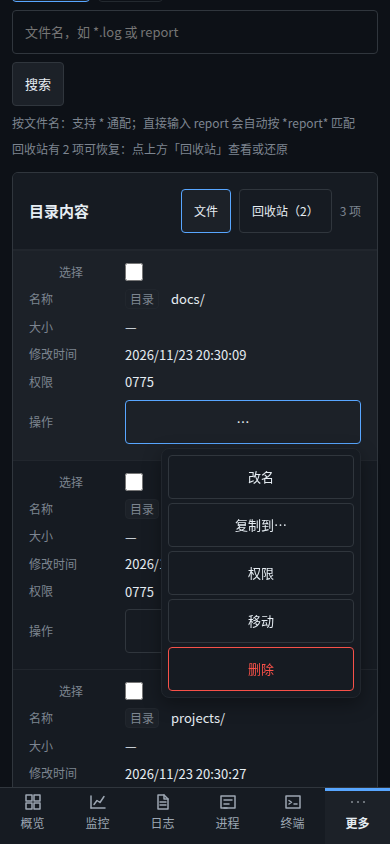 文件名，如 *.log 或 report
搜索
按文件名：支持 * 通配；直接输入 report 会自动按 *report* 匹配
回收站有 2 项可恢复：点上方「回收站」查看或还原
目录内容 文件 回收站（2） 3 项
选择
名称 目录 docs/
大小 —
修改时间 2026/11/23 20:30:09
权限 0775
操作 …
选择
名称 目录
大小 —
修改时间 2026/
权限 0775
操作
改名
复制到…
权限
移动
删除
选择
名称 目录 projects/
大小 —
修改时间 2026/11/23 20:30:27
概览 监控 日志 进程 终端 更多